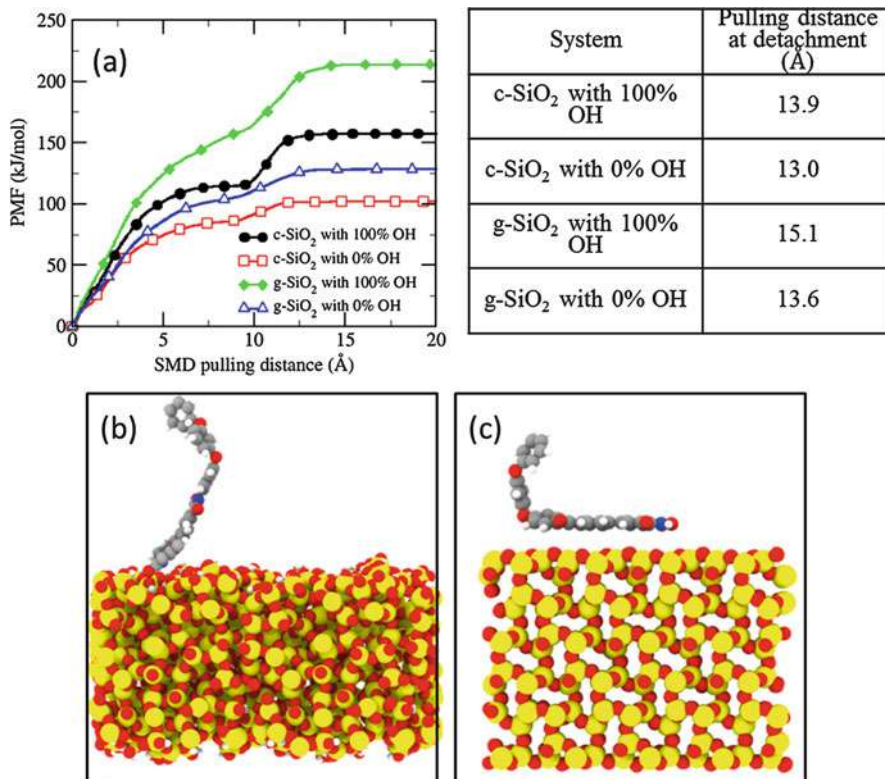 (a)
250
200
150
100
50
0
PMF (kJ/mol)
c-SiO₂ with 100% OH
c-SiO₂ with 0% OH
g-SiO₂ with 100% OH
g-SiO₂ with 0% OH
0 5 10 15 20
SMD pulling distance (Å)
System
Pulling distance
at detachment
(Å)
c-SiO₂ with 100%
OH
13.9
c-SiO₂ with 0% OH
13.0
g-SiO₂ with 100%
OH
15.1
g-SiO₂ with 0% OH
13.6
(b)
(c)